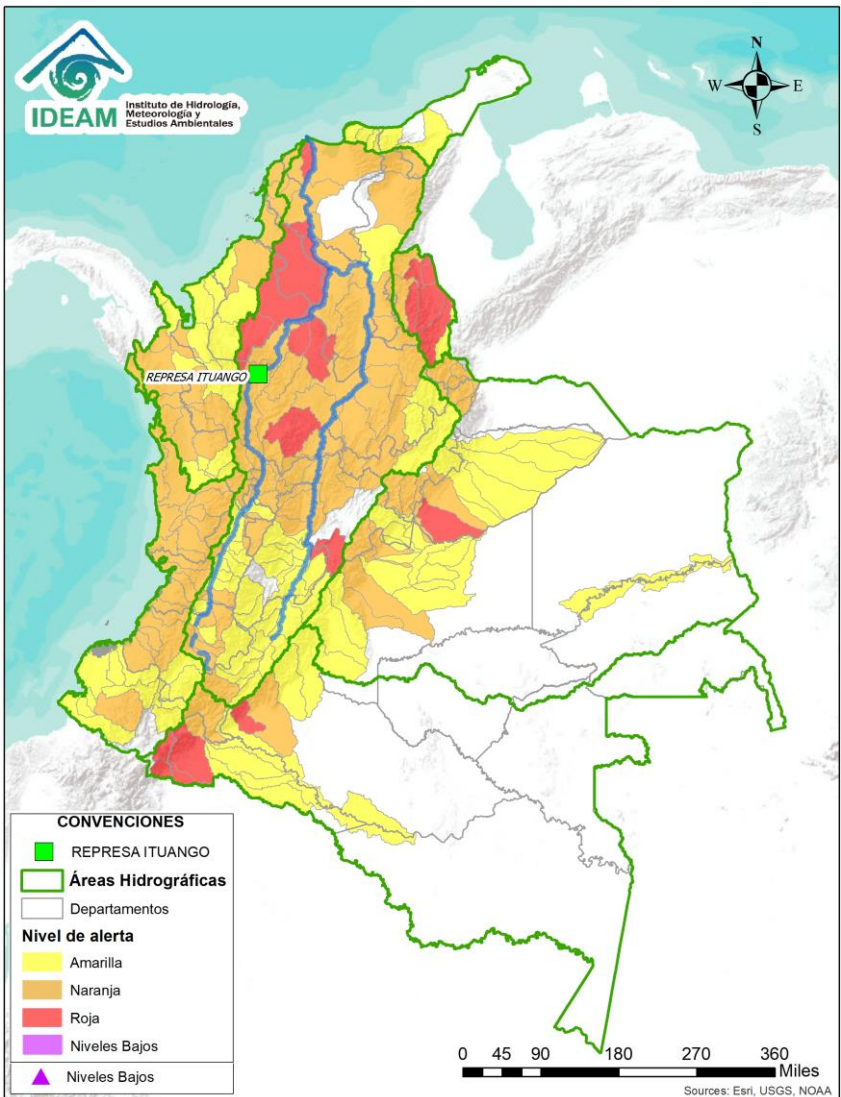 IDEAM
Instituto de Hidrología,
Meteorología y
Estudios Ambientales
N
W
E
S
REPRESA ITUANGO
CONVENCIONES
REPRESA ITUANGO
Áreas Hidrográficas
Departamentos
Nivel de alerta
Amarilla
Naranja
Roja
Niveles Bajos
Niveles Bajos
0 45 90 180 270 360
Miles
Sources: Esri, USGS, NOAA